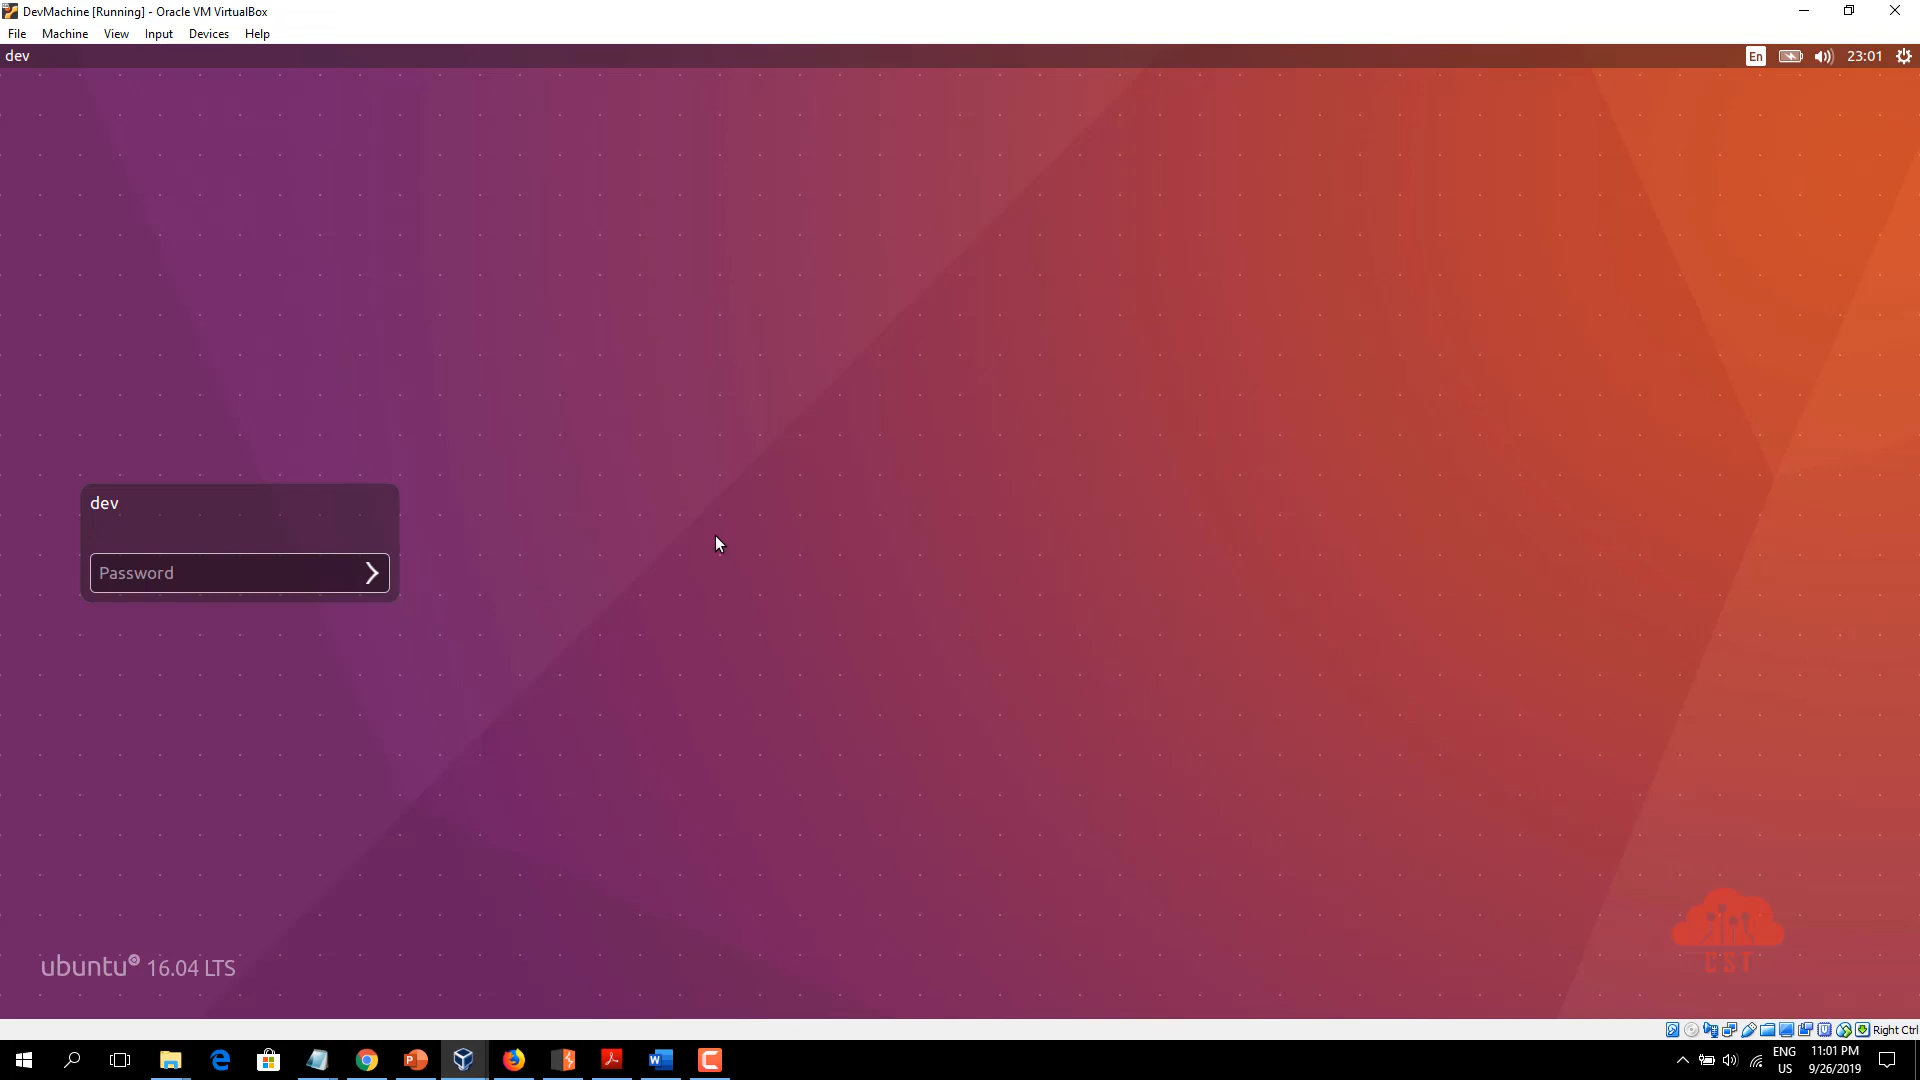 DevMachine [Running] - Oracle VM VirtualBox
File Machine View Input Devices Help
dev
En 23:01
dev
Password
ubuntu 16.04 LTS
CST
Right Ctrl
ENG
US
11:01 PM
9/26/2019